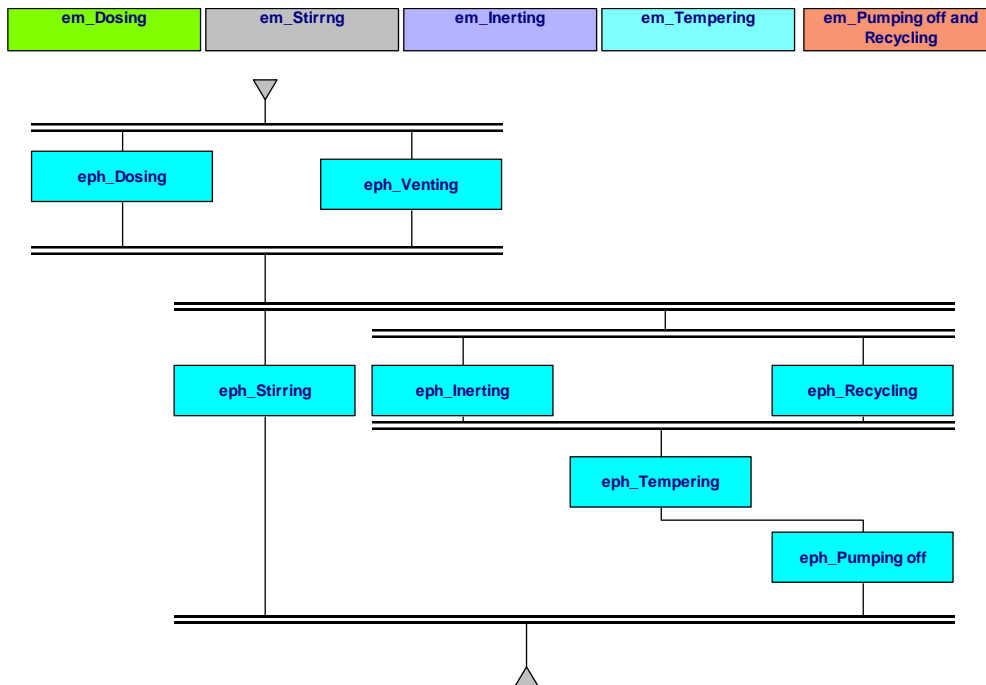 em_Dosing
em_Stirrng
em_Inerting
em_Tempering
em_Pumping off and
Recycling
eph_Dosing
eph_Venting
eph_Stirring
eph_Inerting
eph_Recycling
eph_Tempering
eph_Pumping off